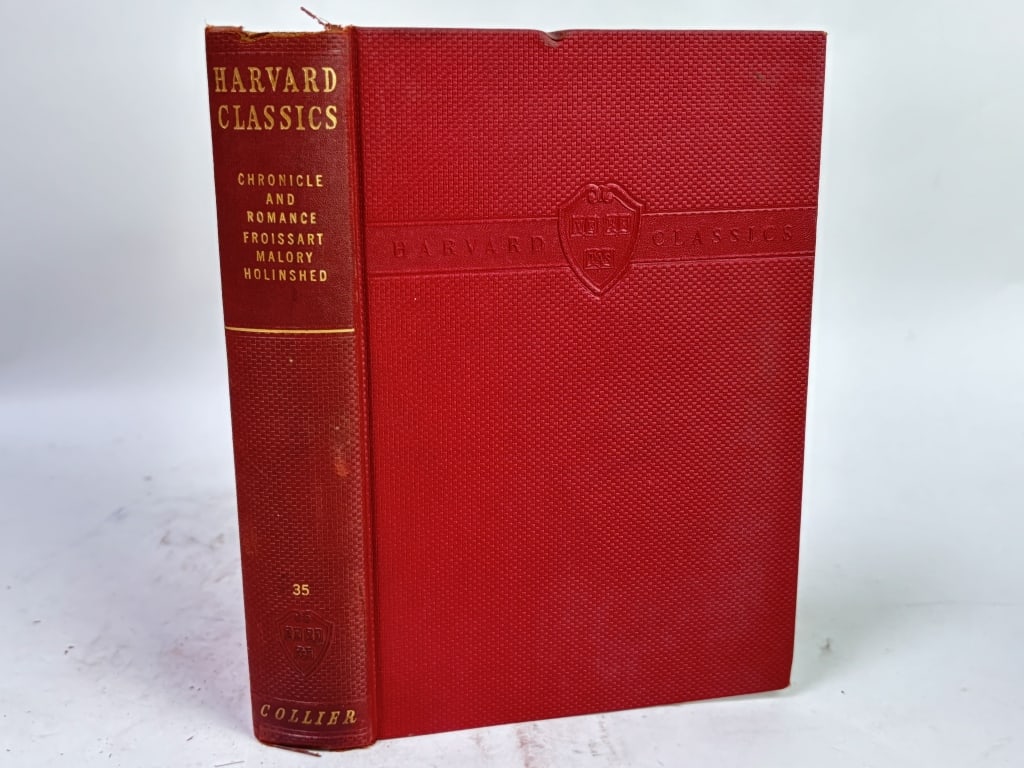 HARVARD
CLASSICS
CHRONICLE
AND
ROMANCE
FROISSART
MALORY
HOLINSHED
35
COLLIER
HARVARD CLASSICS